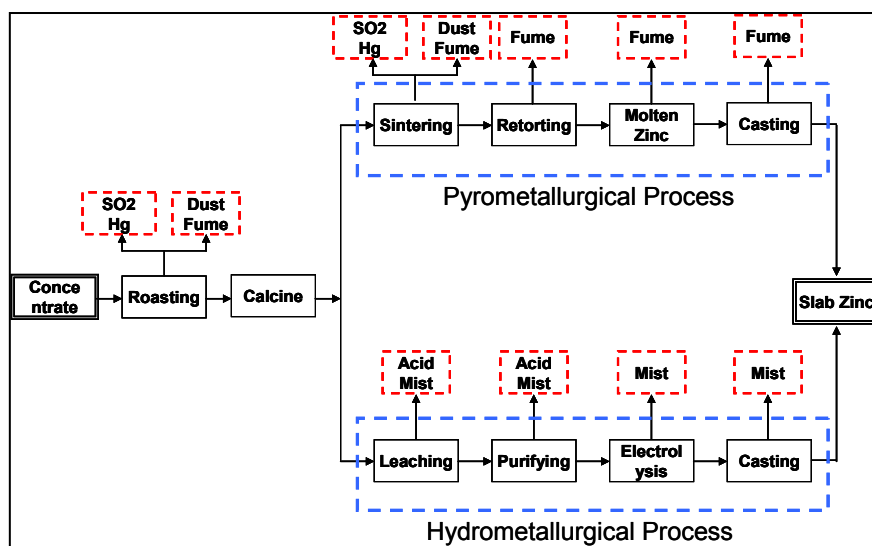 SO2
Hg
Dust
Fume
Fume
Fume
Fume
Sintering
Retorting
Molten
Zinc
Casting
Pyrometallurgical Process
SO2
Hg
Dust
Fume
Conce
ntrate
Roasting
Calcine
Slab Zinc
Acid
Mist
Acid
Mist
Mist
Mist
Leaching
Purifying
Electrol
ysis
Casting
Hydrometallurgical Process